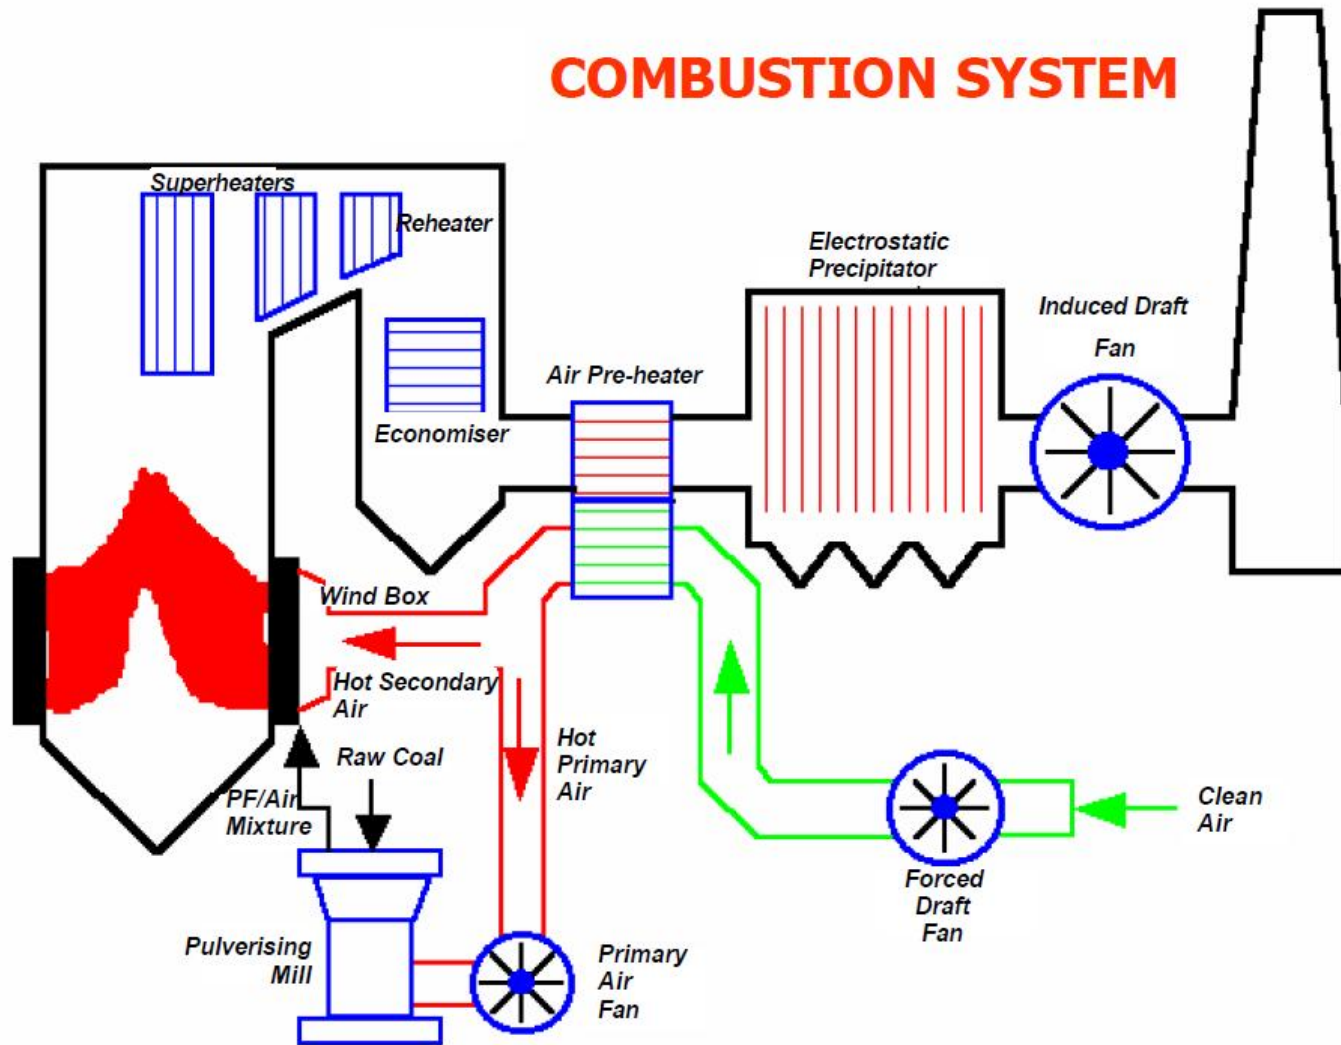 COMBUSTION SYSTEM
Superheaters
Reheater
Electrostatic
Precipitator
Induced Draft
Fan
Air Pre-heater
Economiser
Wind Box
Hot Secondary
Air
Raw Coal
Hot
Primary
Air
PF/Air
Mixture
Clean
Air
Forced
Draft
Fan
Pulverising
Mill
Primary
Air
Fan